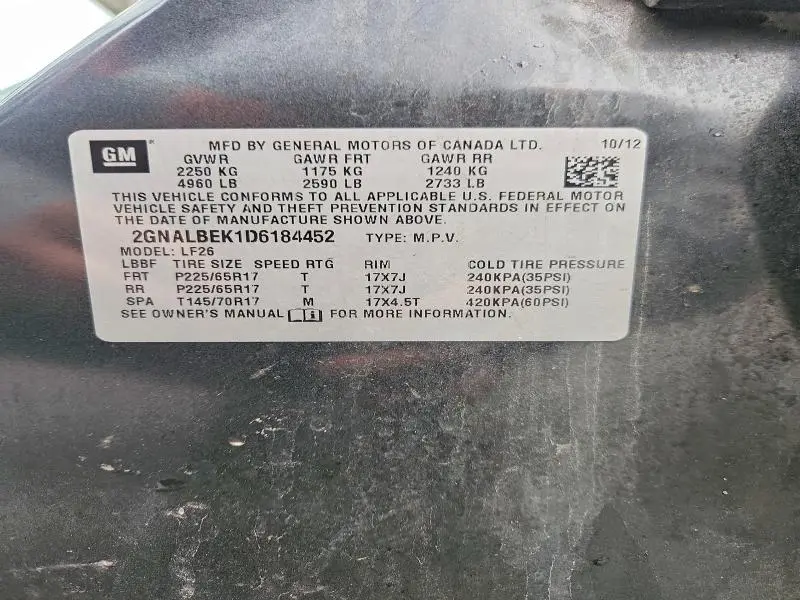 GM
MFD BY GENERAL MOTORS OF CANADA LTD. 10/12
GVWR GAWR FRT GAWR RR
2250 KG 1175 KG 1240 KG
4960 LB 2590 LB 2733 LB
THIS VEHICLE CONFORMS TO ALL APPLICABLE U.S. FEDERAL MOTOR
VEHICLE SAFETY AND THEFT PREVENTION STANDARDS IN EFFECT ON
THE DATE OF MANUFACTURE SHOWN ABOVE.
2GNALBEK1D6184452 TYPE: M.P.V.
MODEL: LF26
LBBF TIRE SIZE SPEED RTG RIM COLD TIRE PRESSURE
FRT P225/65R17 T 17X7J 240KPA(35PSI)
RR P225/65R17 T 17X7J 240KPA(35PSI)
SPA T145/70R17 M 17X4.5T 420KPA(60PSI)
SEE OWNER'S MANUAL FOR MORE INFORMATION.